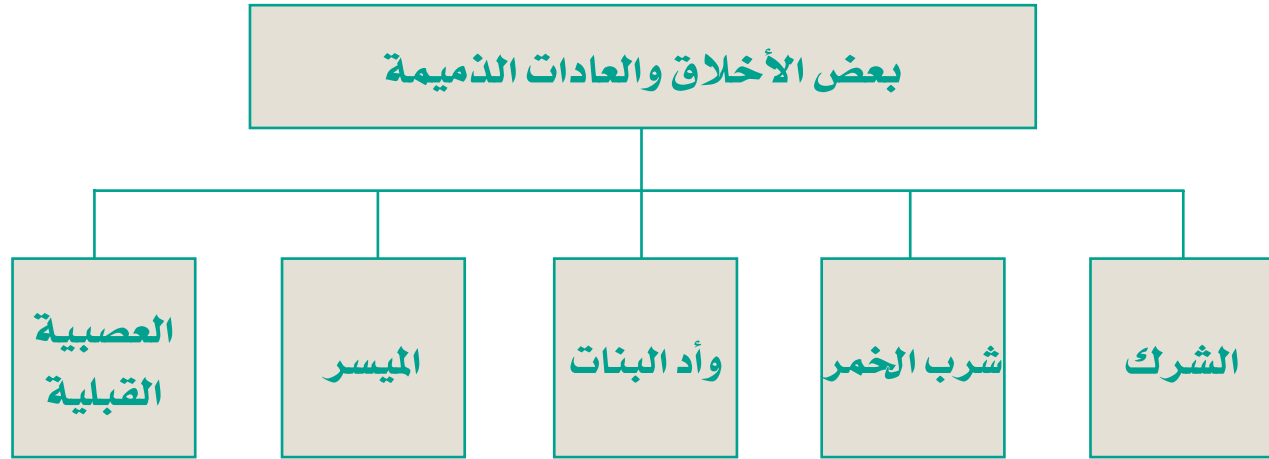 بعض الأخلاق والعادات الذميمة
الشرك
شرب الخمر
وأد البنات
الميسر
العصبية
القبلية